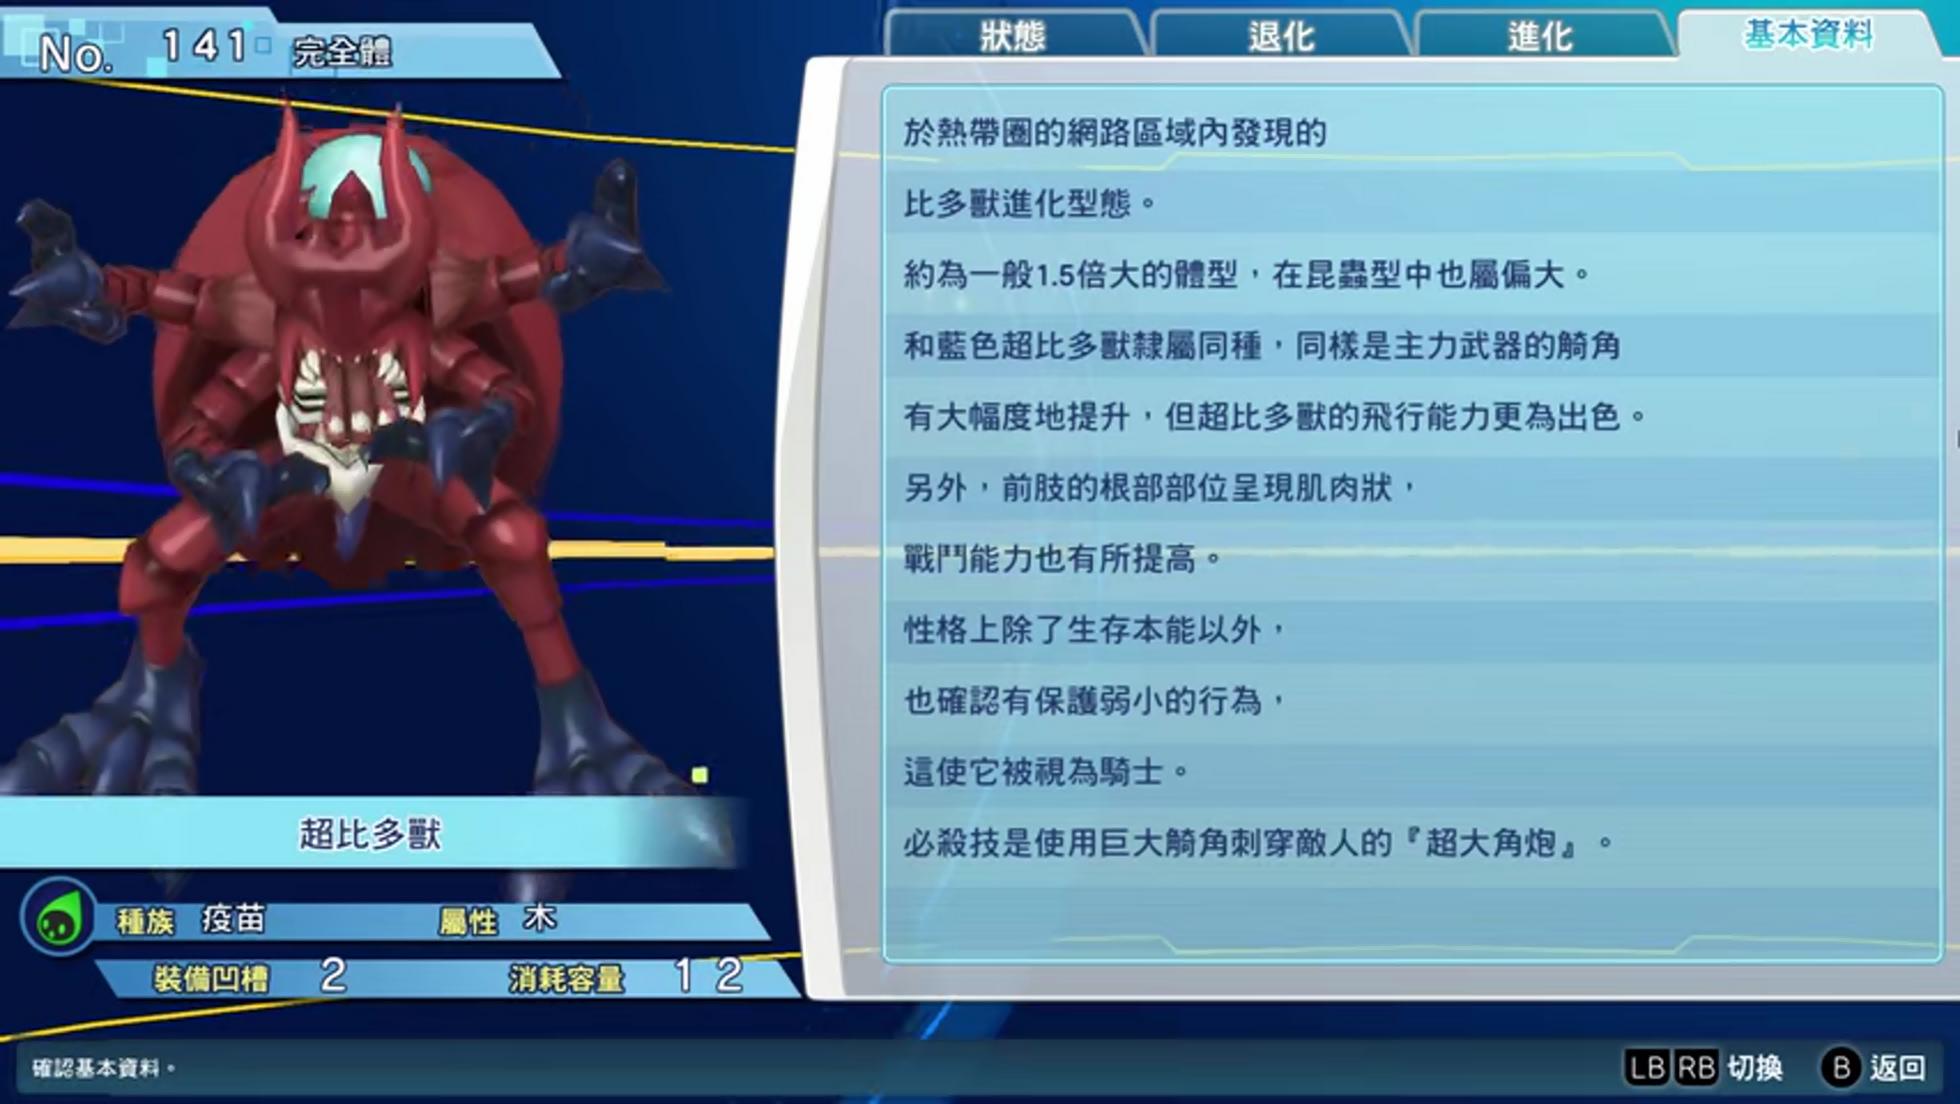 No. 141 完全體
狀態 退化 進化 基本資料
於熱帶圈的網路區域內發現的
比多獸進化型態。
約為一般1.5倍大的體型，在昆蟲型中也屬偏大。
和藍色超比多獸隸屬同種，同樣是主力武器的觭角
有大幅度地提升，但超比多獸的飛行能力更為出色。
另外，前肢的根部部位呈現肌肉狀，
戰鬥能力也有所提高。
性格上除了生存本能以外，
也確認有保護弱小的行為，
這使它被視為騎士。
必殺技是使用巨大觭角刺穿敵人的『超大角炮』。
超比多獸
種族 疫苗 屬性 木
裝備凹槽 2 消耗容量 12
確認基本資料。
LB RB 切換 B 返回